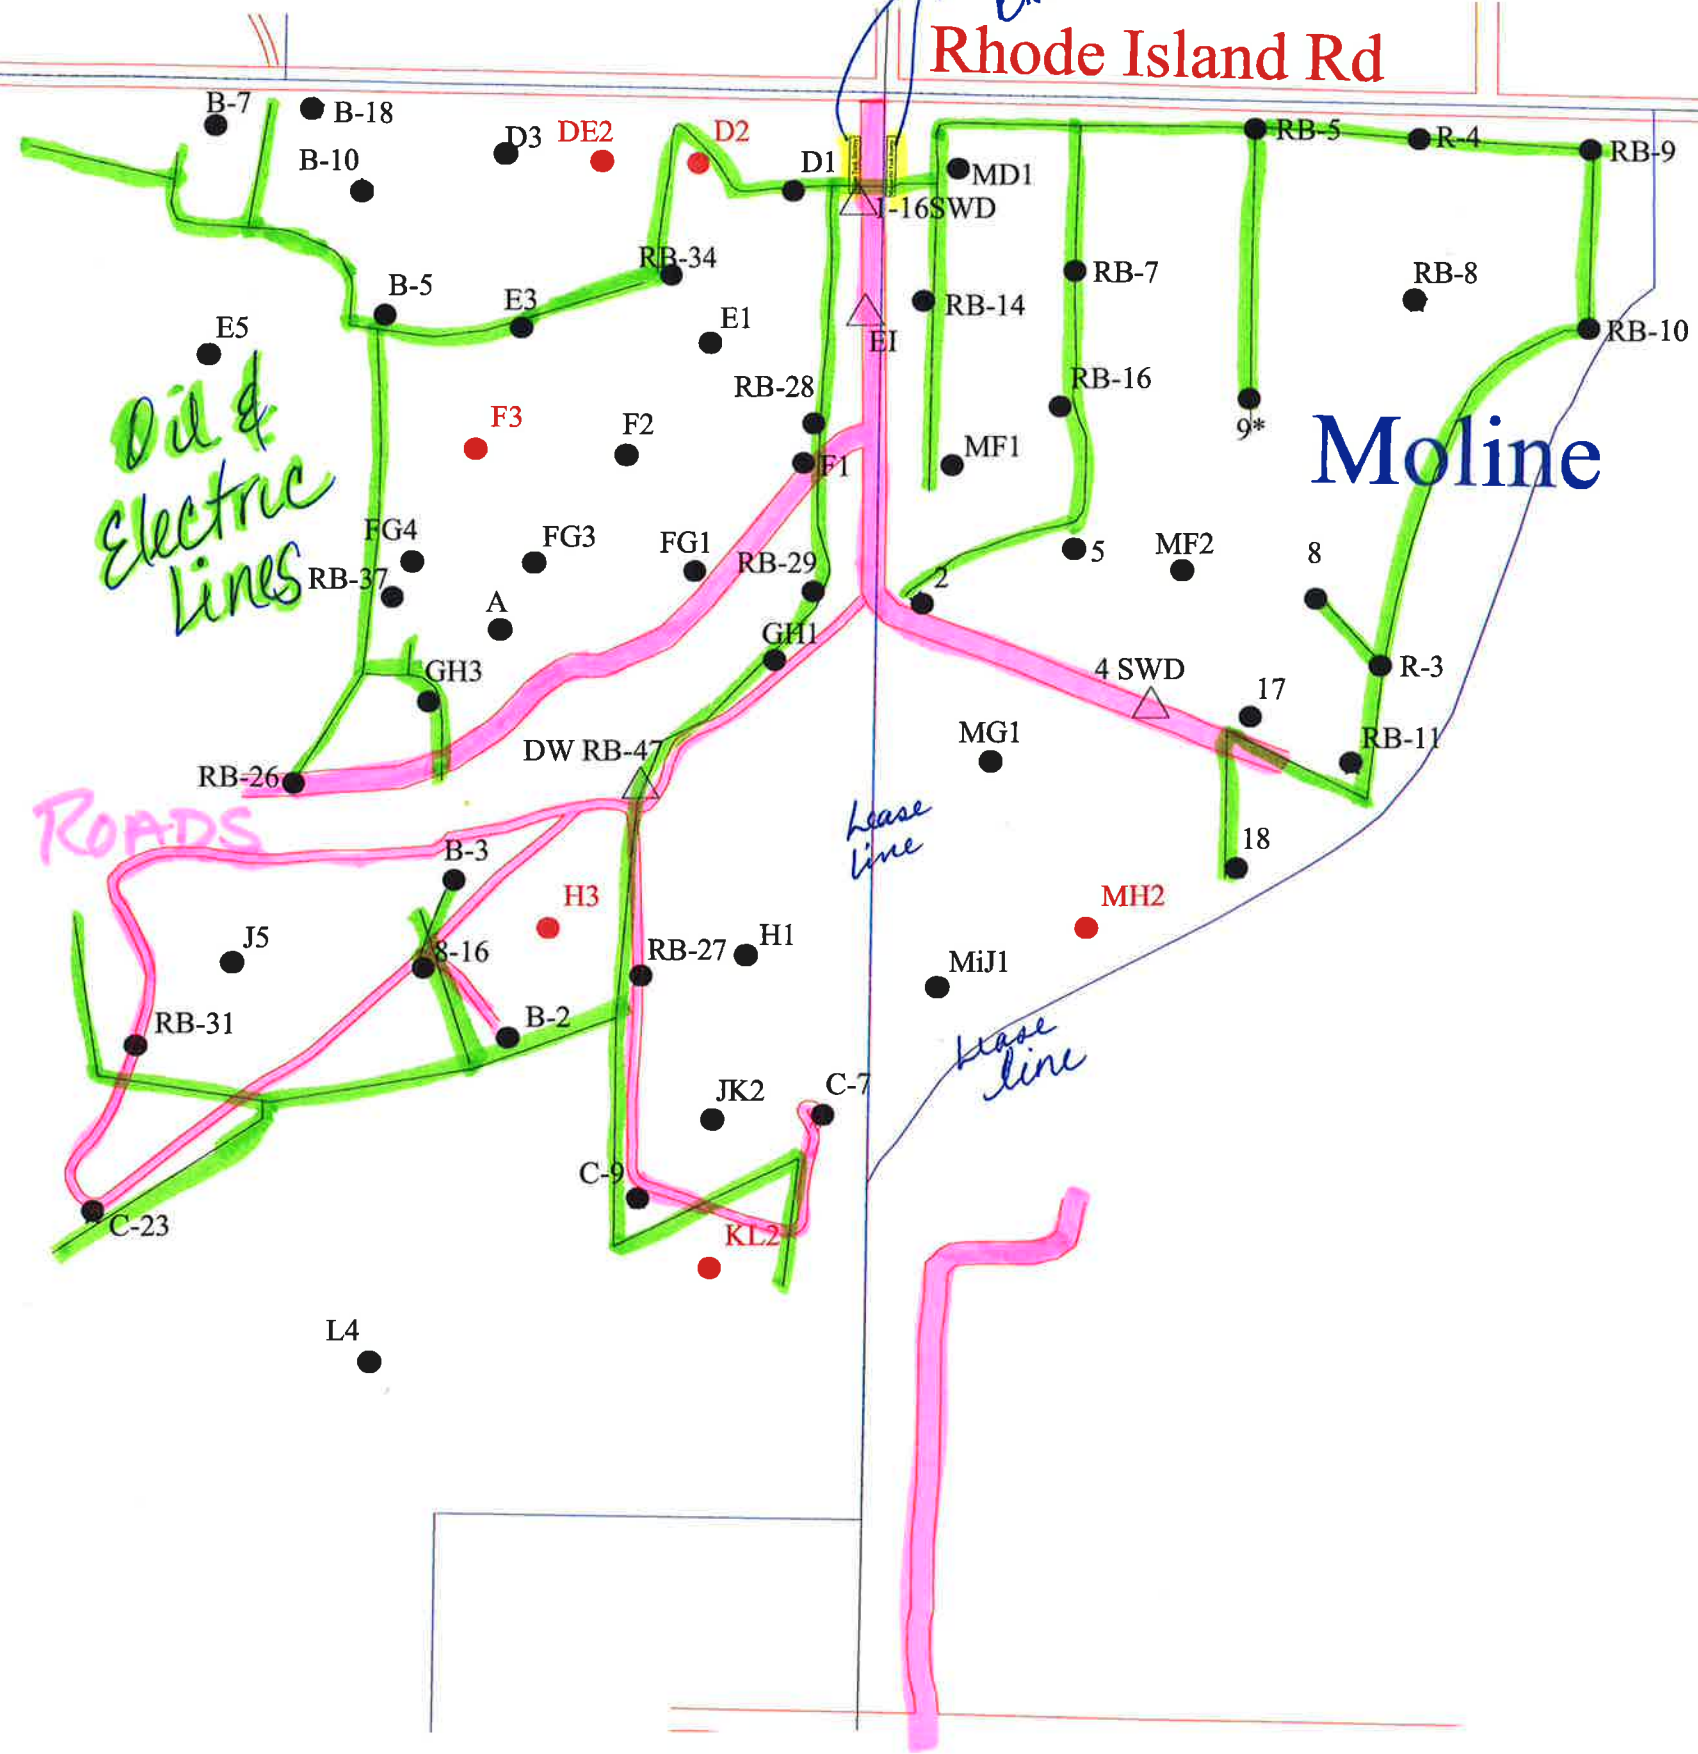 Rhode Island Rd
B-7
B-18
B-10
D3
DE2
D2
D1
MD1
RB-5
R-4
RB-9
1-16SWD
RB-34
B-5
E3
E5
E1
EI
RB-14
RB-7
RB-8
RB-10
RB-28
RB-16
9*
Moline
Oil &
Electric
Lines
F3
F2
F1
MF1
FG4
FG3
FG1
RB-29
RB-37
A
2
5
MF2
8
GH1
GH3
4 SWD
17
R-3
RB-26
DW RB-47
MG1
RB-11
ROADS
Lease
line
B-3
18
H3
MH2
J5
8-16
RB-27
H1
MiJ1
RB-31
B-2
Lease
line
JK2
C-7
C-9
C-23
KL2
L4